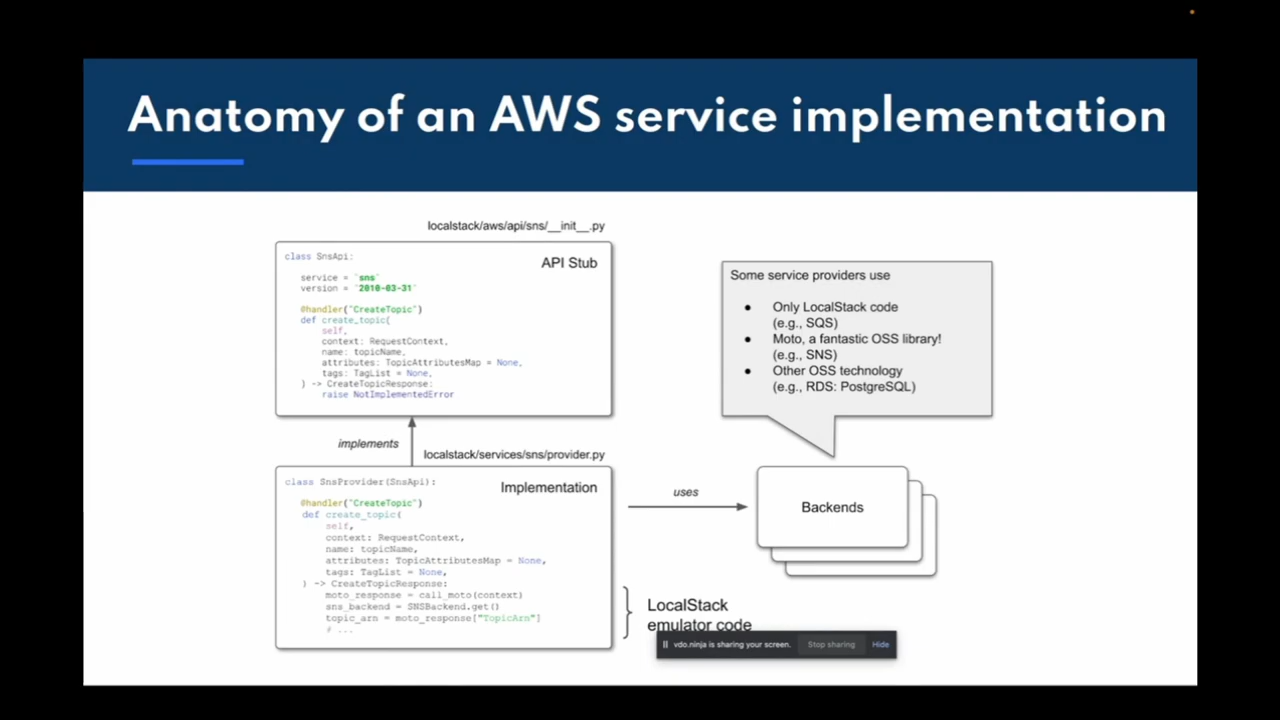 Anatomy of an AWS service implementation
localstack/aws/api/sns/__init__.py
class SnsApi:
API Stub
service = `sns`
version = `2010-03-31`
@handler("CreateTopic")
def create_topic(
self,
context: RequestContext,
name: topicName,
attributes: TopicAttributesMap = None,
tags: TagList = None,
) -> CreateTopicResponse:
raise NotImplementedError
implements
localstack/services/sns/provider.py
class SnsProvider(SnsApi):
Implementation
@handler("CreateTopic")
def create_topic(
self,
context: RequestContext,
name: topicName,
attributes: TopicAttributesMap = None,
tags: TagList = None,
) -> CreateTopicResponse:
moto_response = call_moto(context)
sns_backend = SNSBackend.get()
topic_arn = moto_response["TopicArn"]
# ...
Some service providers use
● Only LocalStack code
(e.g., SQS)
● Moto, a fantastic OSS library!
(e.g., SNS)
● Other OSS technology
(e.g., RDS: PostgreSQL)
uses
Backends
LocalStack
emulator code
vdo.ninja is sharing your screen.
Stop sharing
Hide